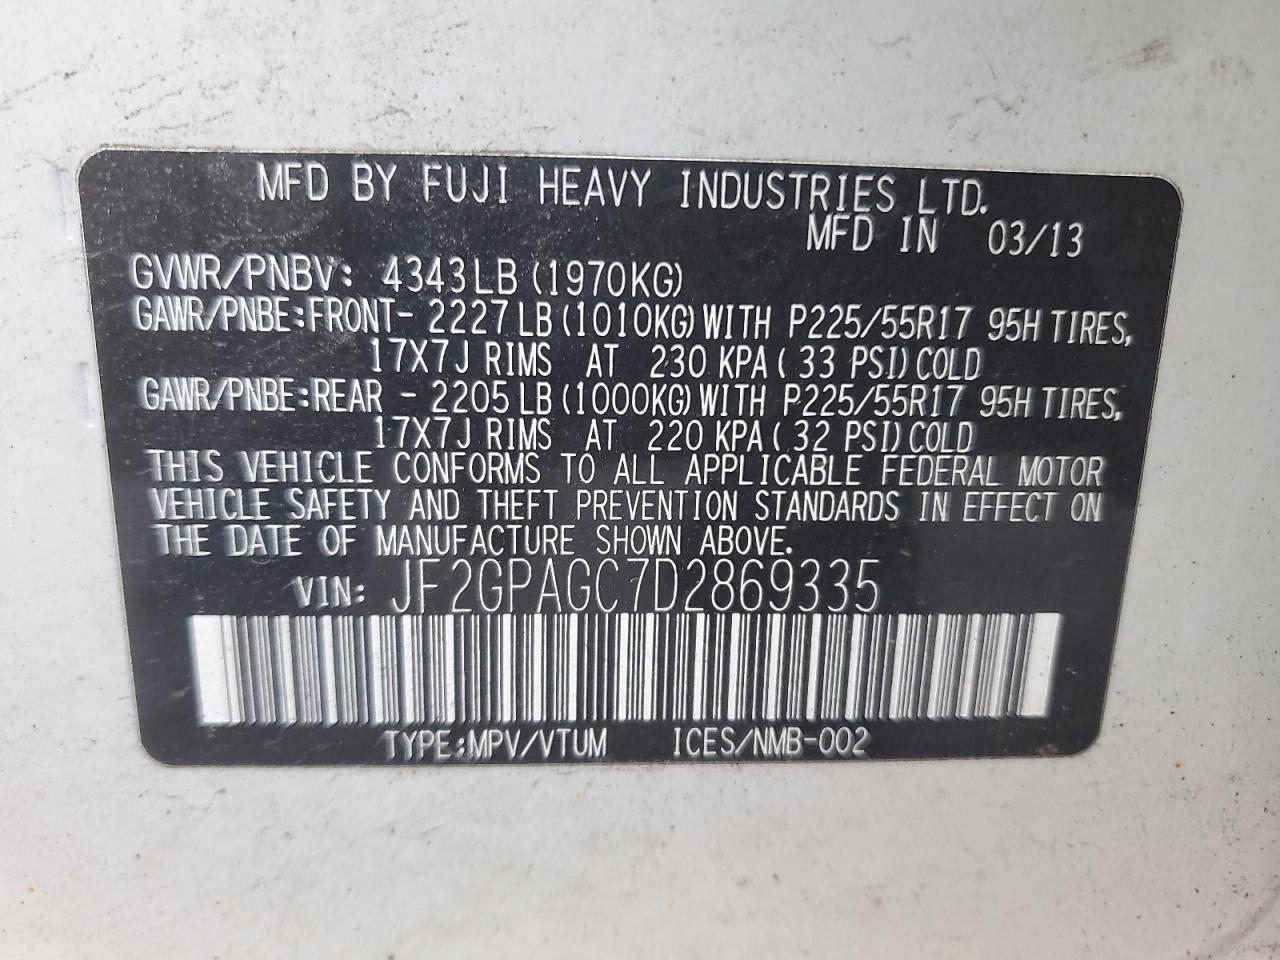 MFD BY FUJI HEAVY INDUSTRIES LTD.
MFD IN 03/13
GVWR/PNBV: 4343LB (1970KG)
GAWR/PNBE:FRONT- 2227LB (1010KG) WITH P225/55R17 95H TIRES,
17X7J RIMS AT 230 KPA ( 33 PSI) COLD
GAWR/PNBE:REAR - 2205LB (1000KG) WITH P225/55R17 95H TIRES,
17X7J RIMS AT 220 KPA ( 32 PSI) COLD
THIS VEHICLE CONFORMS TO ALL APPLICABLE FEDERAL MOTOR
VEHICLE SAFETY AND THEFT PREVENTION STANDARDS IN EFFECT ON
THE DATE OF MANUFACTURE SHOWN ABOVE.
VIN: JF2GPAGC7D2869335
TYPE:MPV/VTUM ICES/NMB-002